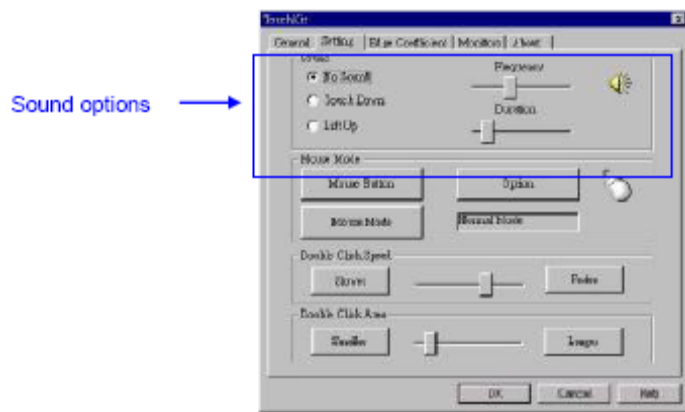 TouchKit
General Setting Edge Coefficient Monitors About
Sound
No Sound Frequency
Sound options
Touch Down Duration
Lift Up
Mouse Mode
Mouse Button Option
Mouse Mode Normal Mode
Double Click Speed
Slower Faster
Double Click Area
Smaller Larger
OK Cancel Help